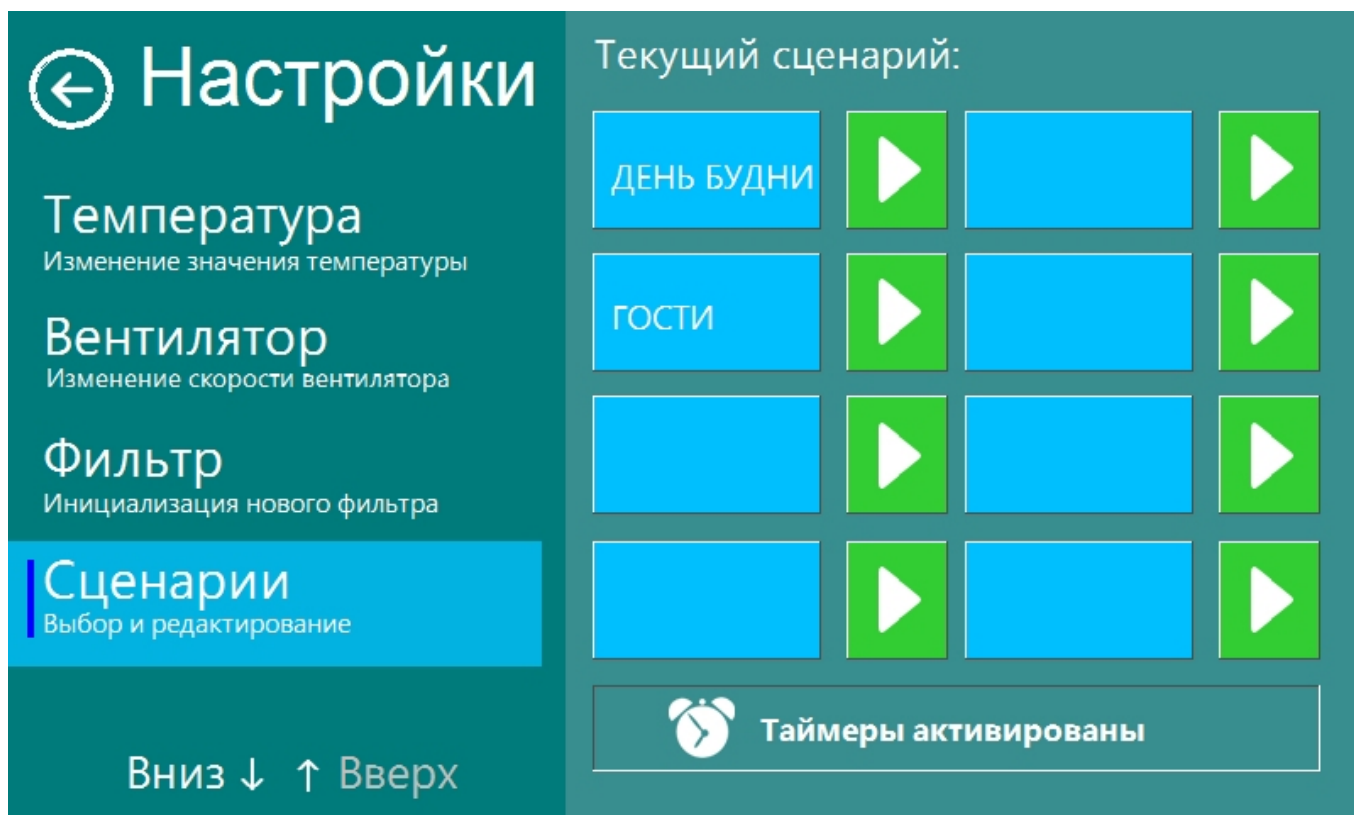 Настройки
Температура
Изменение значения температуры
Вентилятор
Изменение скорости вентилятора
Фильтр
Инициализация нового фильтра
Сценарии
Выбор и редактирование
Вниз ↓ ↑ Вверх
Текущий сценарий:
ДЕНЬ БУДНИ
ГОСТИ
Таймеры активированы